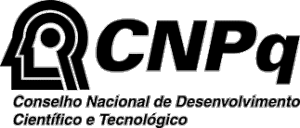 CNPq
Conselho Nacional de Desenvolvimento
Científico e Tecnológico